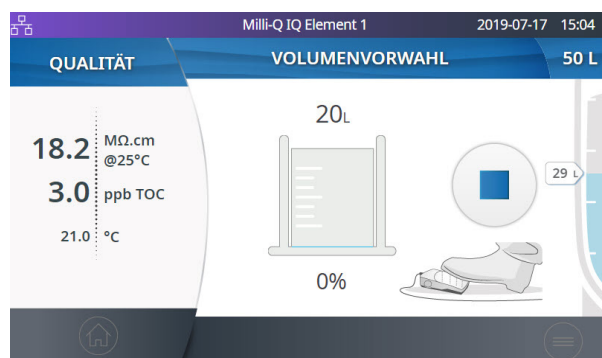 Milli-Q IQ Element 1 2019-07-17 15:04
QUALITÄT
VOLUMENVORWAHL
50 L
18.2 MΩ.cm
@25°C
3.0 ppb TOC
21.0 °C
20L
29 L
0%